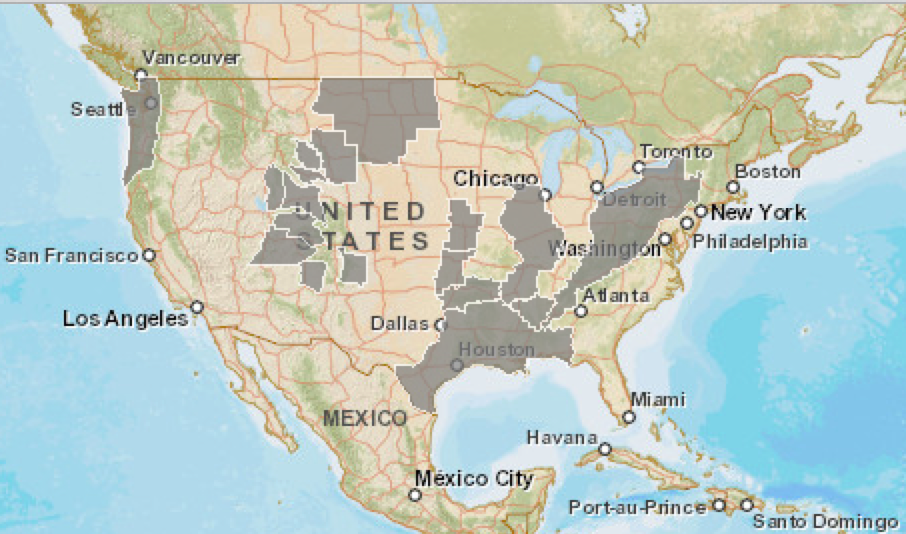 Vancouver
Seattle
Toronto
Chicago
Boston
Detroit
UNITED
STATES
New York
Washington
Philadelphia
San Francisco
Atlanta
Los Angeles
Dallas
Houston
MEXICO
Miami
Havana
México City
Port-au-Prince
Santo Domingo